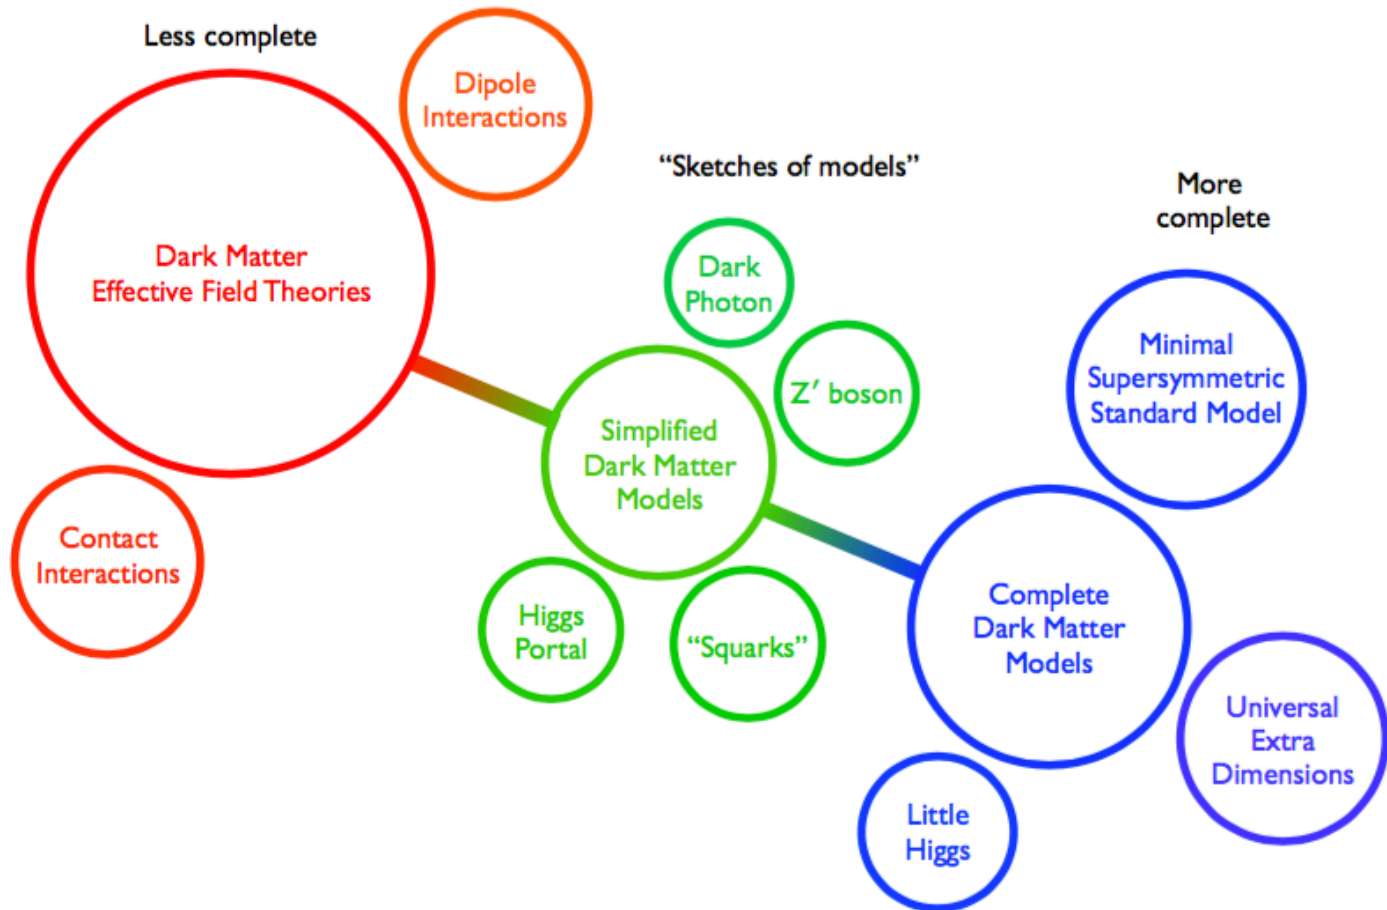 Less complete
Dipole
Interactions
"Sketches of models"
More
complete
Dark Matter
Effective Field Theories
Dark
Photon
Z′ boson
Minimal
Supersymmetric
Standard Model
Simplified
Dark Matter
Models
Contact
Interactions
Higgs
Portal
"Squarks"
Complete
Dark Matter
Models
Universal
Extra
Dimensions
Little
Higgs